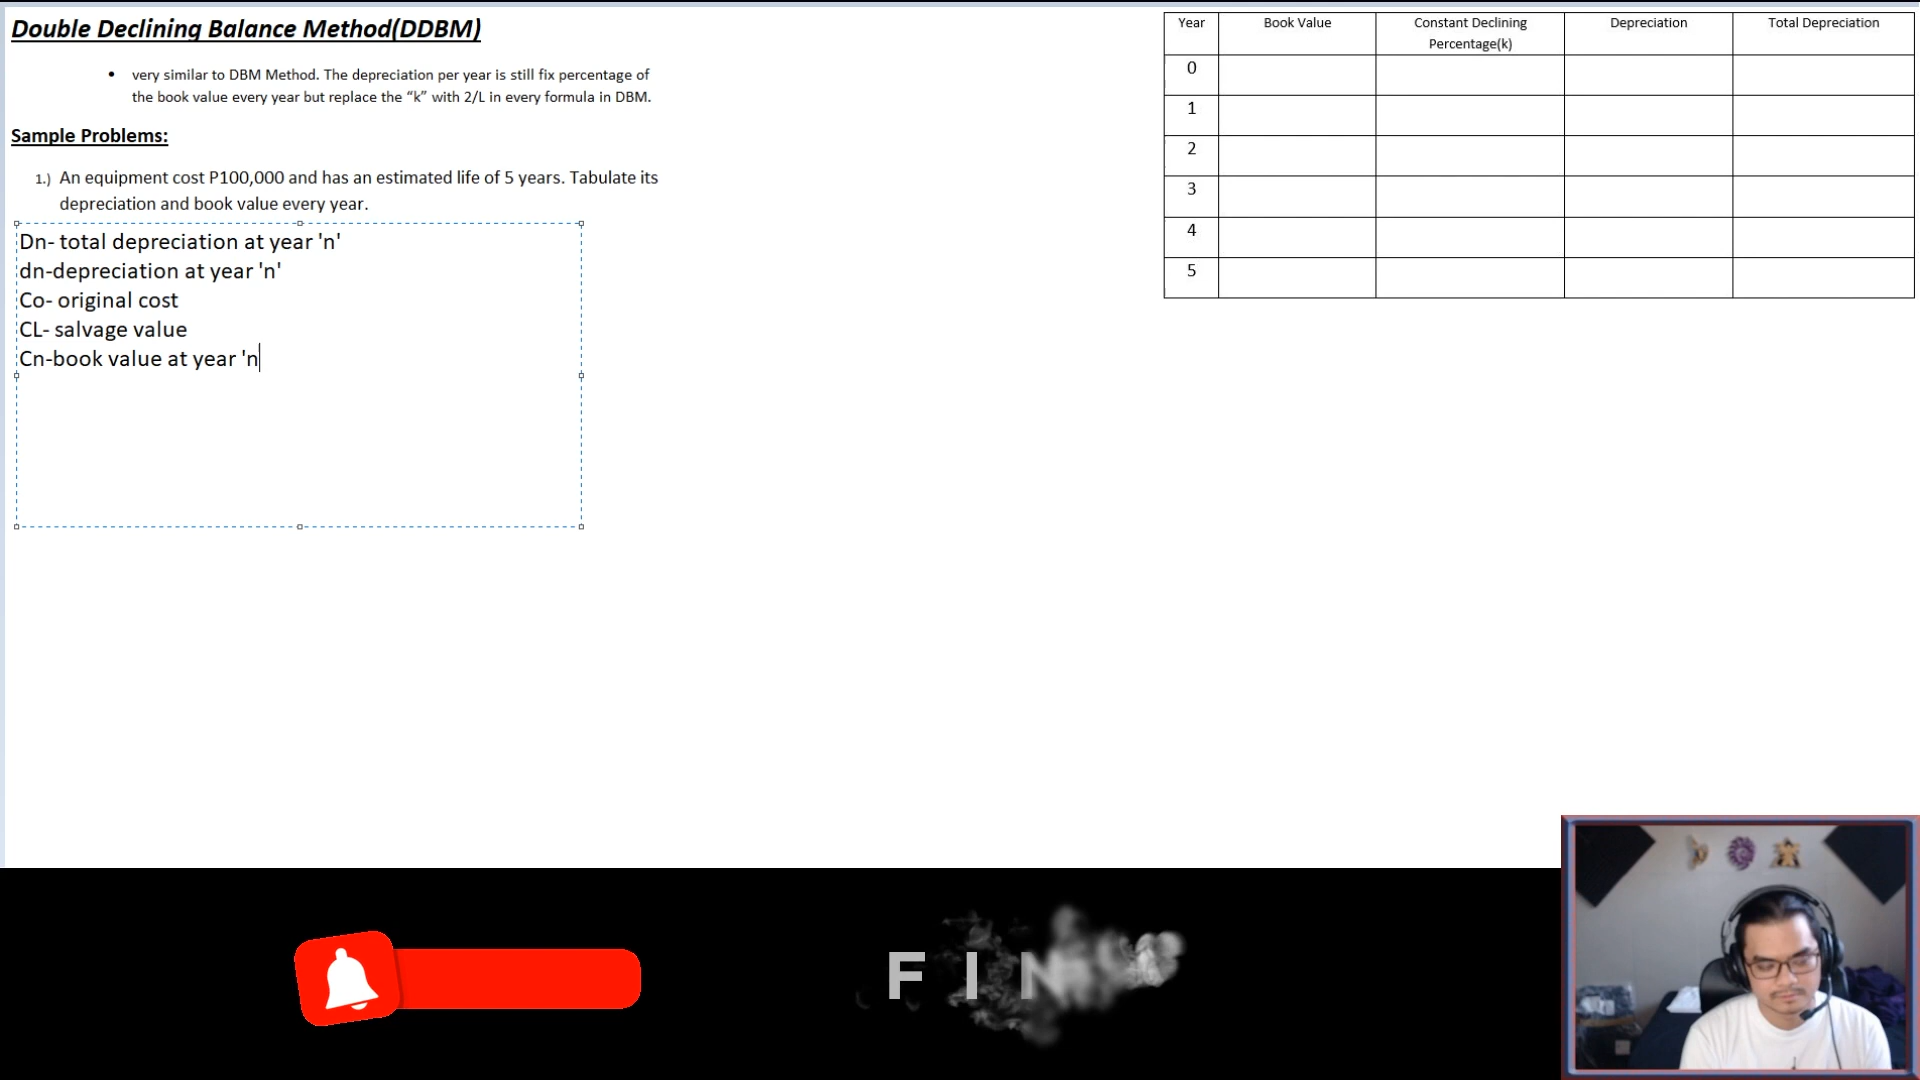 Double Declining Balance Method(DDBM)
• very similar to DBM Method. The depreciation per year is still fix percentage of
the book value every year but replace the “k” with 2/L in every formula in DBM.
Sample Problems:
1.) An equipment cost P100,000 and has an estimated life of 5 years. Tabulate its
depreciation and book value every year.
Dn- total depreciation at year 'n'
dn-depreciation at year 'n'
Co- original cost
CL- salvage value
Cn-book value at year 'n
Year Book Value Constant Declining Depreciation Total Depreciation
Percentage(k)
0
1
2
3
4
5
F I N